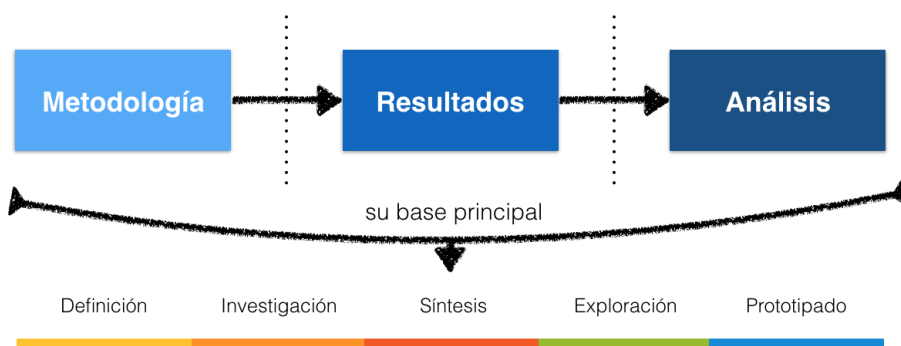 Metodología
Resultados
Análisis
su base principal
Definición
Investigación
Síntesis
Exploración
Prototipado